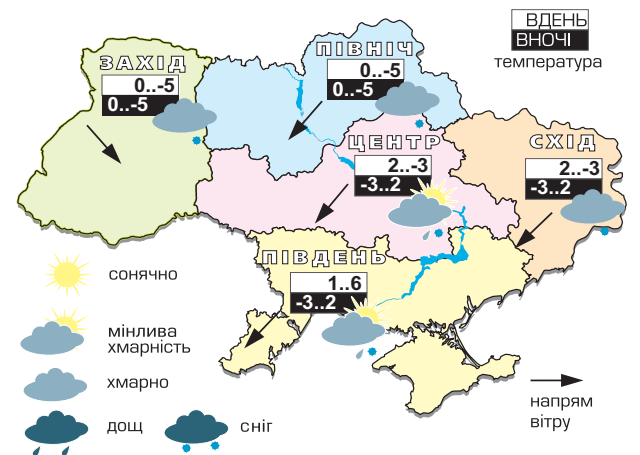 ВДЕНЬ
ВНОЧІ
температура
ЗАХІД
0..-5
0..-5
ПІВНІЧ
0..-5
0..-5
ЦЕНТР
2..-3
-3..2
СХІД
2..-3
-3..2
ПІВДЕНЬ
1..6
-3..2
сонячно
мінлива
хмарність
хмарно
дощ
сніг
напрям
вітру